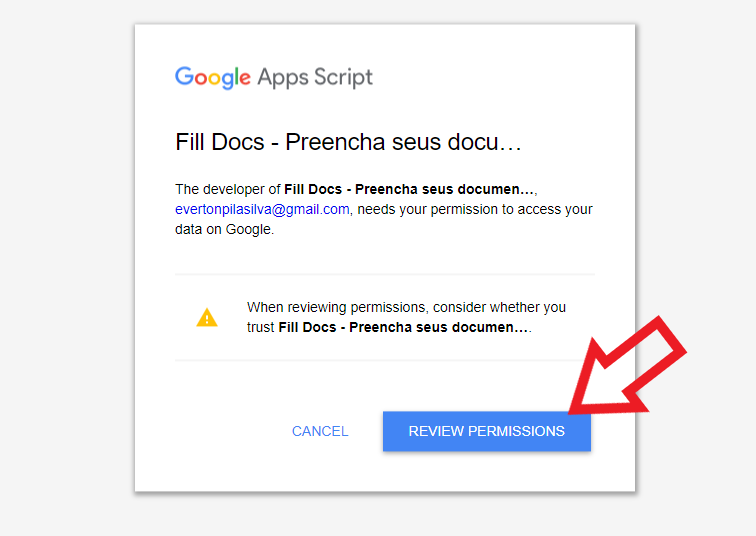 Google Apps Script
Fill Docs - Preencha seus docu…
The developer of Fill Docs - Preencha seus documen…,
evertonpilasilva@gmail.com, needs your permission to access your
data on Google.
When reviewing permissions, consider whether you
trust Fill Docs - Preencha seus documen….
CANCEL
REVIEW PERMISSIONS